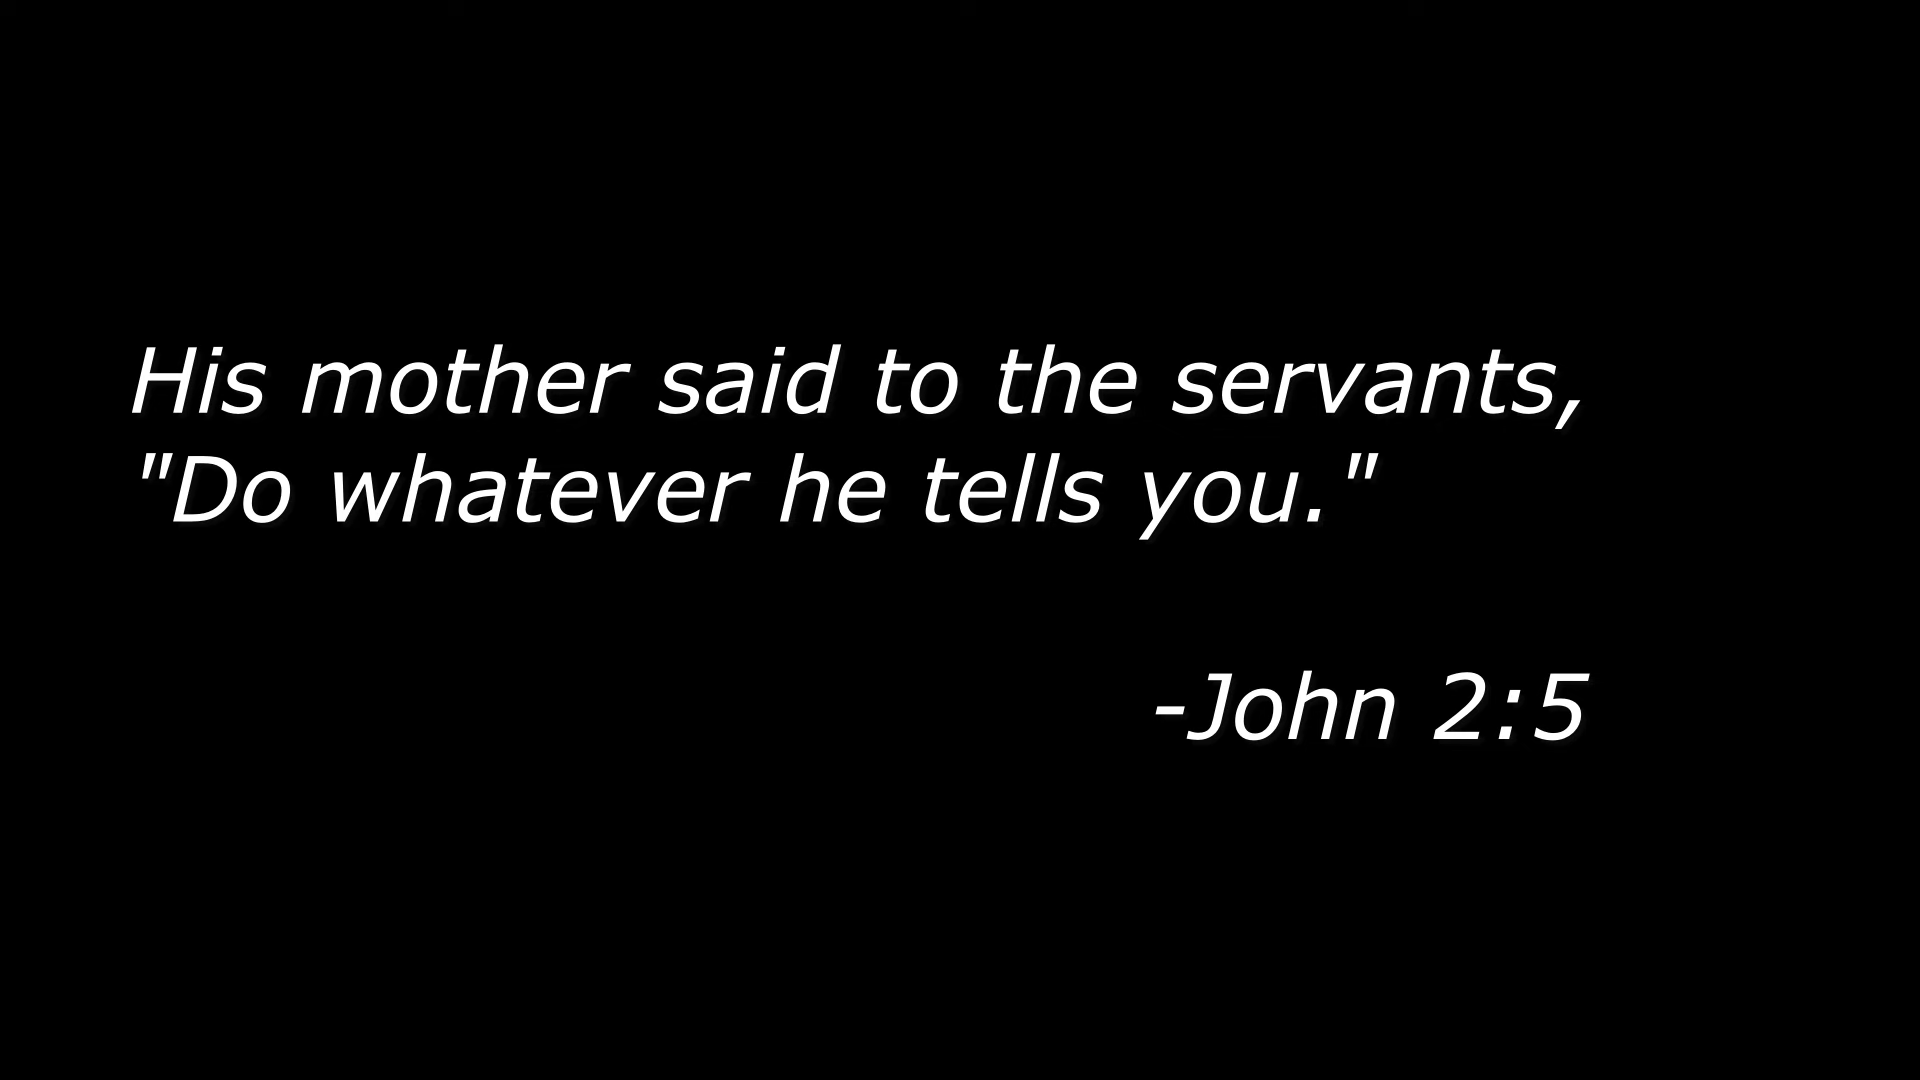 His mother said to the servants,
"Do whatever he tells you."
-John 2:5